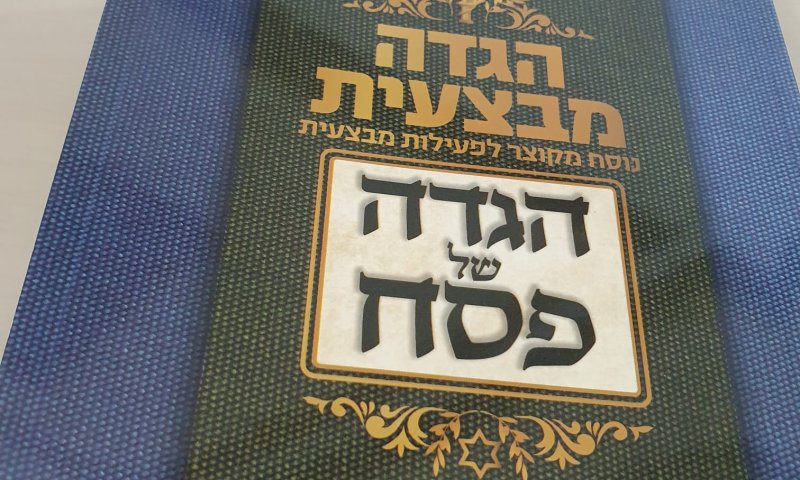 הגדה
מבצעית
נוסח מקוצר לפעילות מבצעית
הגדה
של
פסח